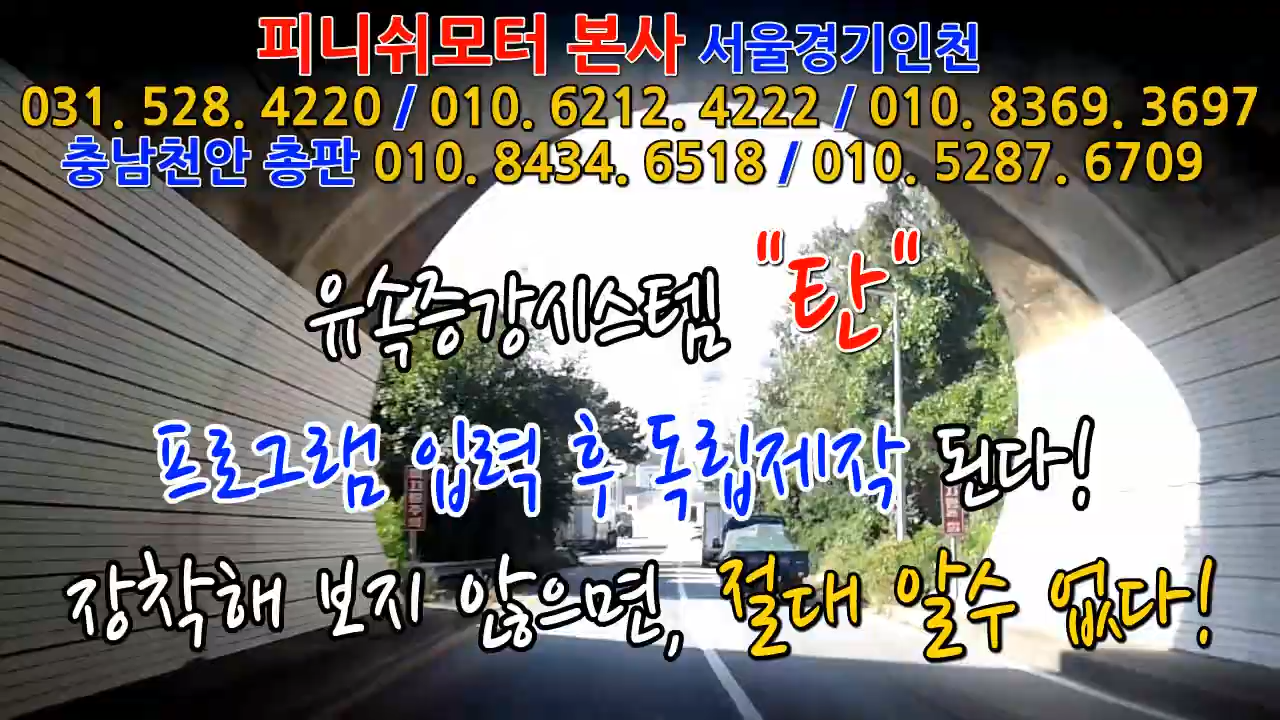 피니쉬모터 본사 서울경기인천
031. 528. 4220 / 010. 6212. 4222 / 010. 8369. 3697
충남천안 총판 010. 8434. 6518 / 010. 5287. 6709
유속증강시스템 "탄"
프로그램 입력 후 독립제작 된다!
장착해 보지 않으면, 절대 알수 없다!